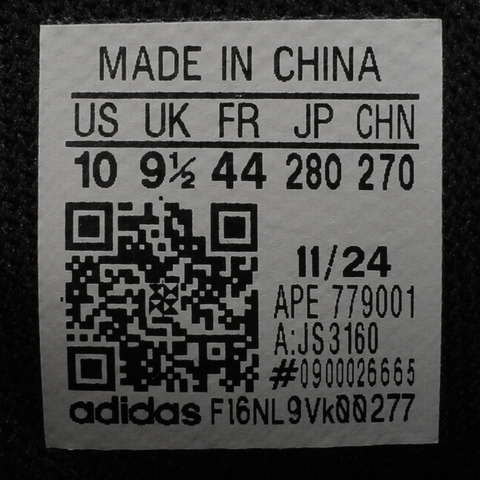 MADE IN CHINA
US UK FR JP CHN
10 9½ 44 280 270
11/24
APE 779001
A:JS3160
#0900026665
adidas F16NL9Vk00277